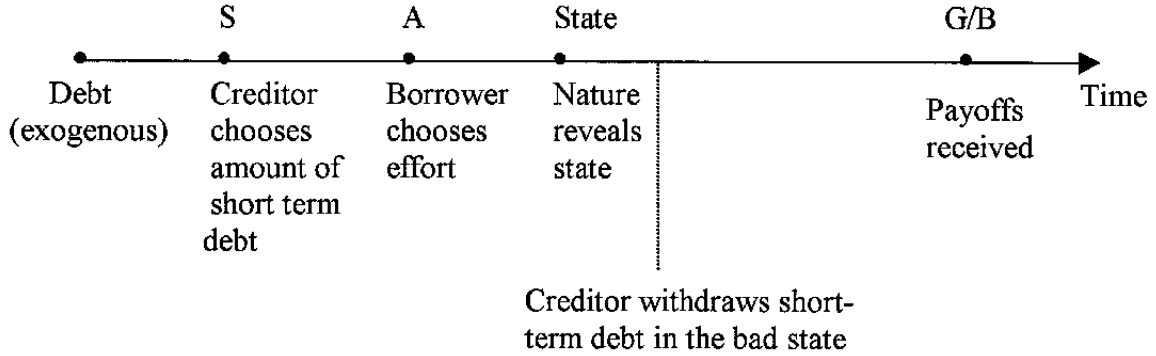 S
A
State
G/B
Debt
(exogenous)
Creditor
chooses
amount of
short term
debt
Borrower
chooses
effort
Nature
reveals
state
Payoffs
received
Time
Creditor withdraws short-
term debt in the bad state